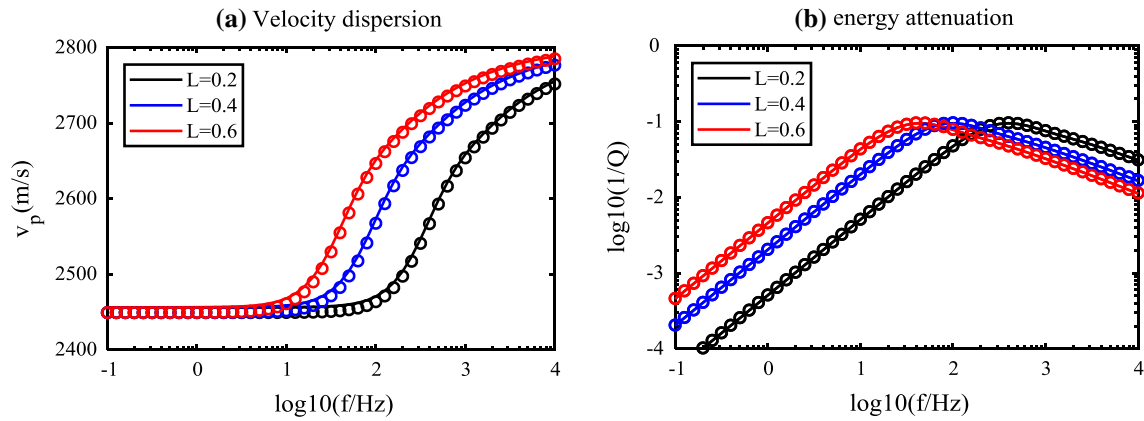 (a) Velocity dispersion
2800
2700
2600
2500
2400
v_p (m/s)
L=0.2
L=0.4
L=0.6
-1 0 1 2 3 4
log10(f/Hz)
(b) energy attenuation
0
-1
-2
-3
-4
log10(1/Q)
L=0.2
L=0.4
L=0.6
-1 0 1 2 3 4
log10(f/Hz)